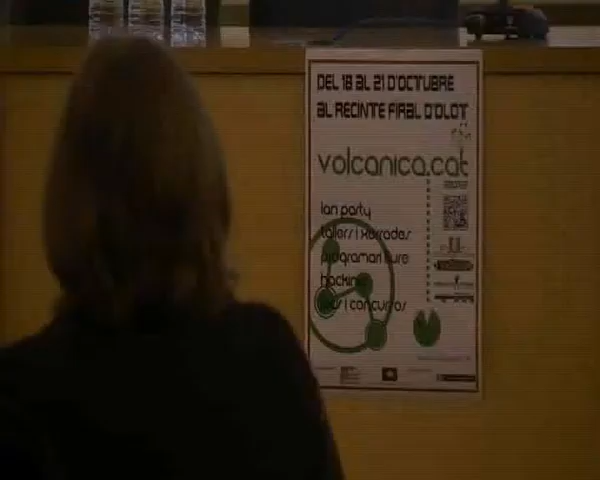 DEL 18 AL 21 D'OCTUBRE
AL RECINTE FIRAL D'OLOT
volcanica.cat
lan party
tallers i xerrades
programari lliure
hacking
jocs i concursos